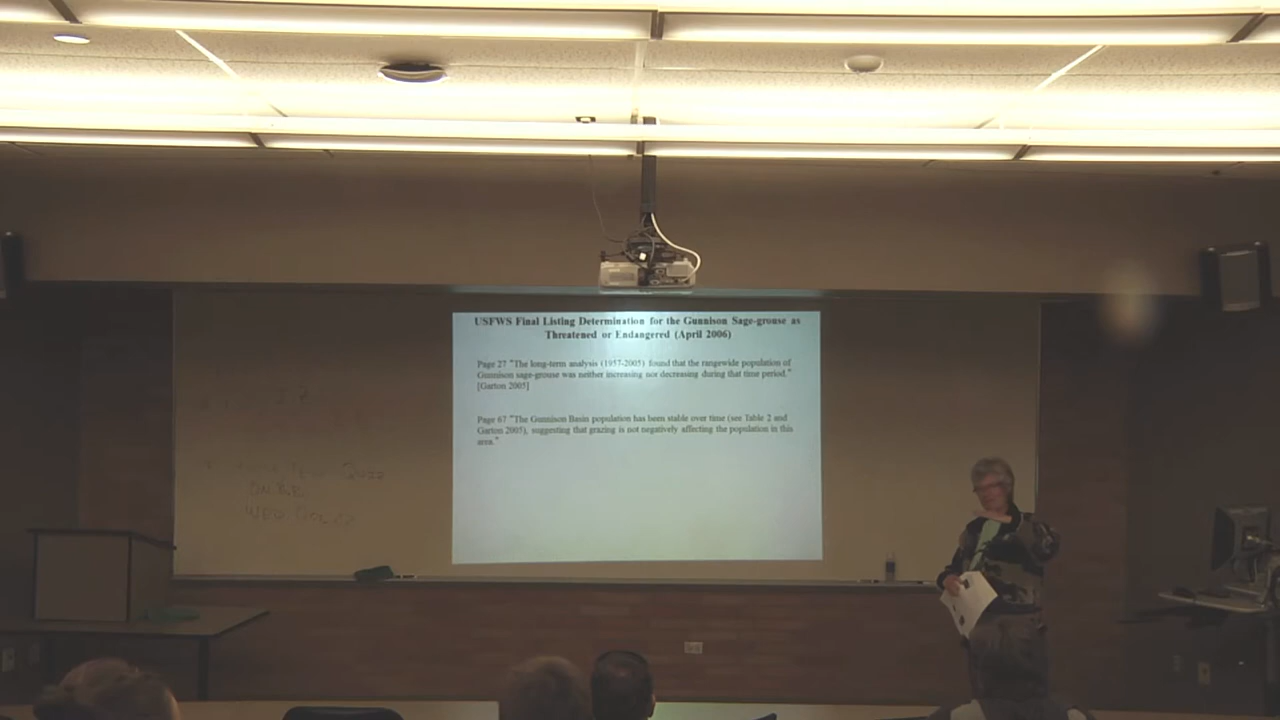 USFWS Final Listing Determination for the Gunnison Sage-grouse as
Threatened or Endangered (April 2006)
Page 27 "The long-term analysis (1957-2005) found that the rangewide population of
Gunnison sage-grouse was neither increasing nor decreasing during that time period."
[Garton 2005]
Page 67 "The Gunnison Basin population has been stable over time (see Table 2 and
Garton 2005), suggesting that grazing is not negatively affecting the population in this
area."